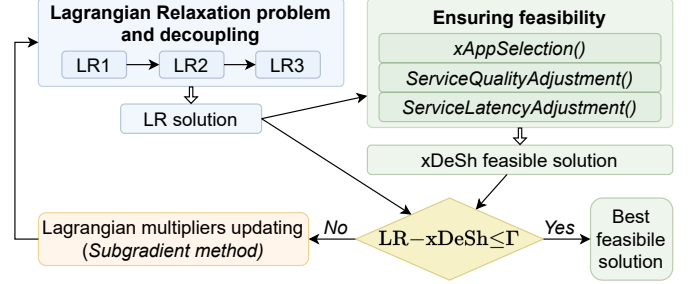 Lagrangian Relaxation problem
and decoupling
LR1
LR2
LR3
LR solution
Ensuring feasibility
xAppSelection()
ServiceQualityAdjustment()
ServiceLatencyAdjustment()
xDeSh feasible solution
Lagrangian multipliers updating
(Subgradient method)
No
LR−xDeSh≤Γ
Yes
Best
feasibile
solution